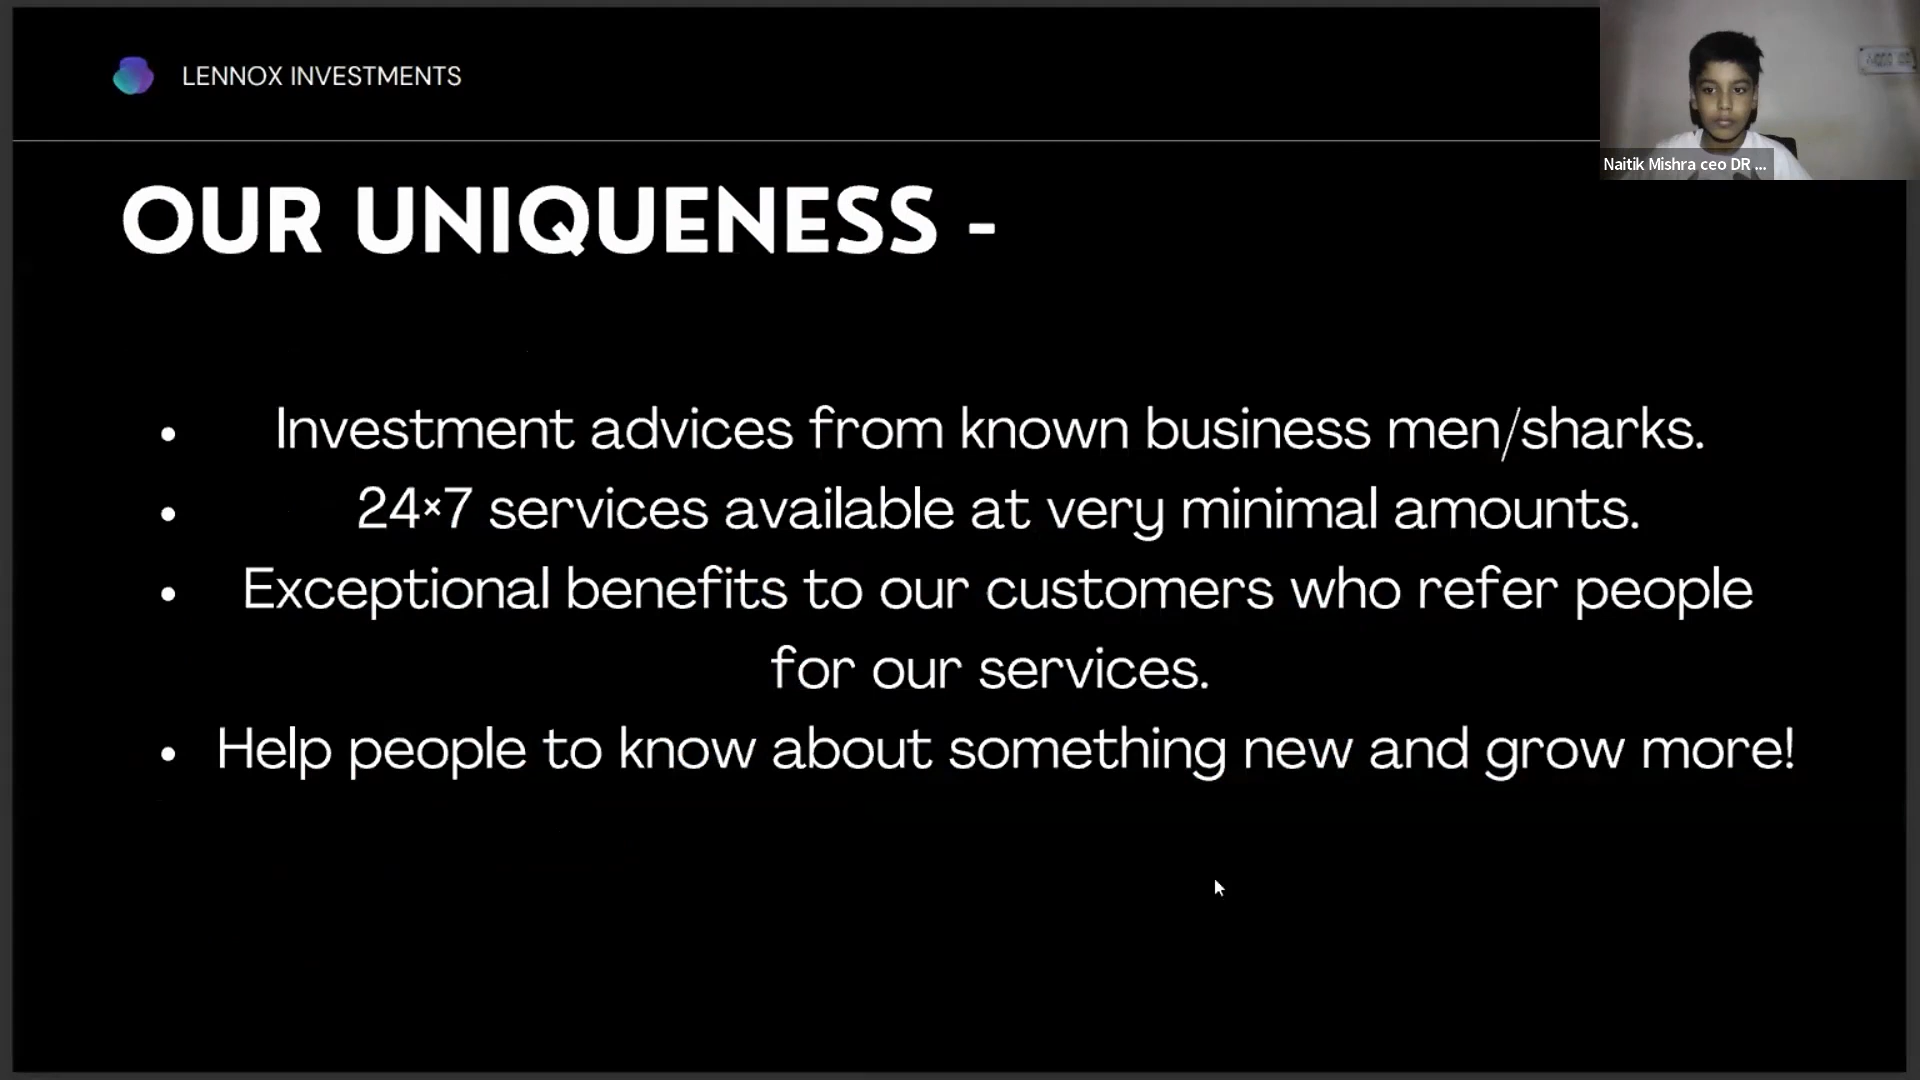 LENNOX INVESTMENTS
Naitik Mishra ceo DR ...
OUR UNIQUENESS -
• Investment advices from known business men/sharks.
• 24×7 services available at very minimal amounts.
• Exceptional benefits to our customers who refer people
for our services.
• Help people to know about something new and grow more!